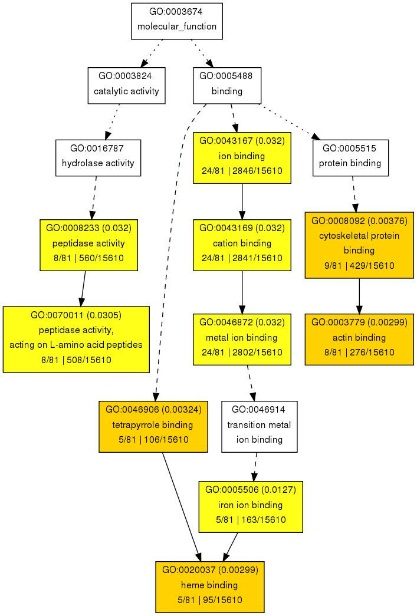 GO:0003674
molecular_function
GO:0003824
catalytic activity
GO:0005488
binding
GO:0016787
hydrolase activity
GO:0043167 (0.032)
ion binding
24/81 | 2846/15610
GO:0005515
protein binding
GO:0008233 (0.032)
peptidase activity
8/81 | 560/15610
GO:0043169 (0.032)
cation binding
24/81 | 2841/15610
GO:0008092 (0.00376)
cytoskeletal protein
binding
9/81 | 429/15610
GO:0070011 (0.0305)
peptidase activity,
acting on L-amino acid peptides
8/81 | 508/15610
GO:0046872 (0.032)
metal ion binding
24/81 | 2802/15610
GO:0003779 (0.00299)
actin binding
8/81 | 276/15610
GO:0046906 (0.00324)
tetrapyrrole binding
5/81 | 106/15610
GO:0046914
transition metal
ion binding
GO:0005506 (0.0127)
iron ion binding
5/81 | 163/15610
GO:0020037 (0.00299)
heme binding
5/81 | 95/15610